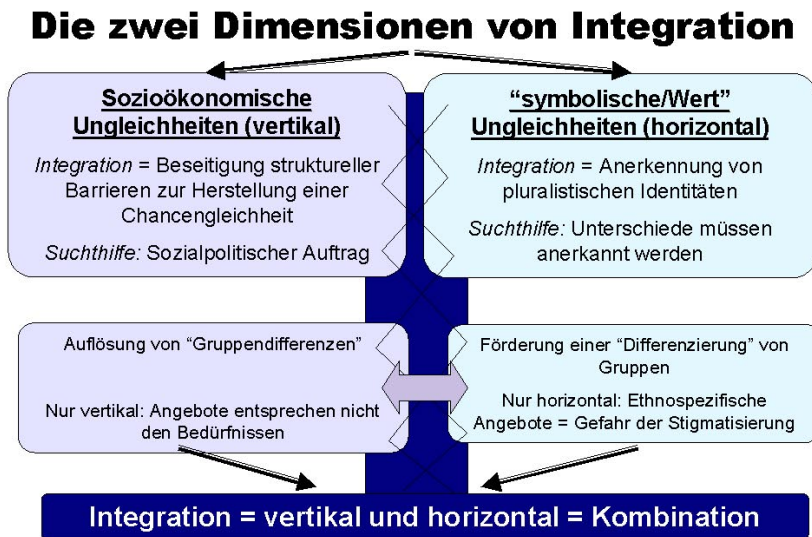 Die zwei Dimensionen von Integration
Sozioökonomische
Ungleichheiten (vertikal)
Integration = Beseitigung struktureller
Barrieren zur Herstellung einer
Chancengleichheit
Suchthilfe: Sozialpolitischer Auftrag
“symbolische/Wert”
Ungleichheiten (horizontal)
Integration = Anerkennung von
pluralistischen Identitäten
Suchthilfe: Unterschiede müssen
anerkannt werden
Auflösung von “Gruppendifferenzen”
Nur vertikal: Angebote entsprechen nicht
den Bedürfnissen
Förderung einer “Differenzierung” von
Gruppen
Nur horizontal: Ethnospezifische
Angebote = Gefahr der Stigmatisierung
Integration = vertikal und horizontal = Kombination